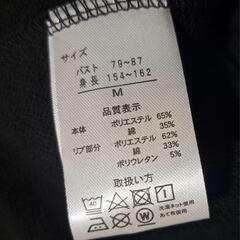 サイズ
バスト 79~87
身長 154~162
M
品質表示
本体 ポリエステル 65%
綿 35%
リブ部分 ポリエステル 62%
綿 33%
ポリウレタン 5%
取扱い方
40
W
1
洗濯ネット使用
あて布使用